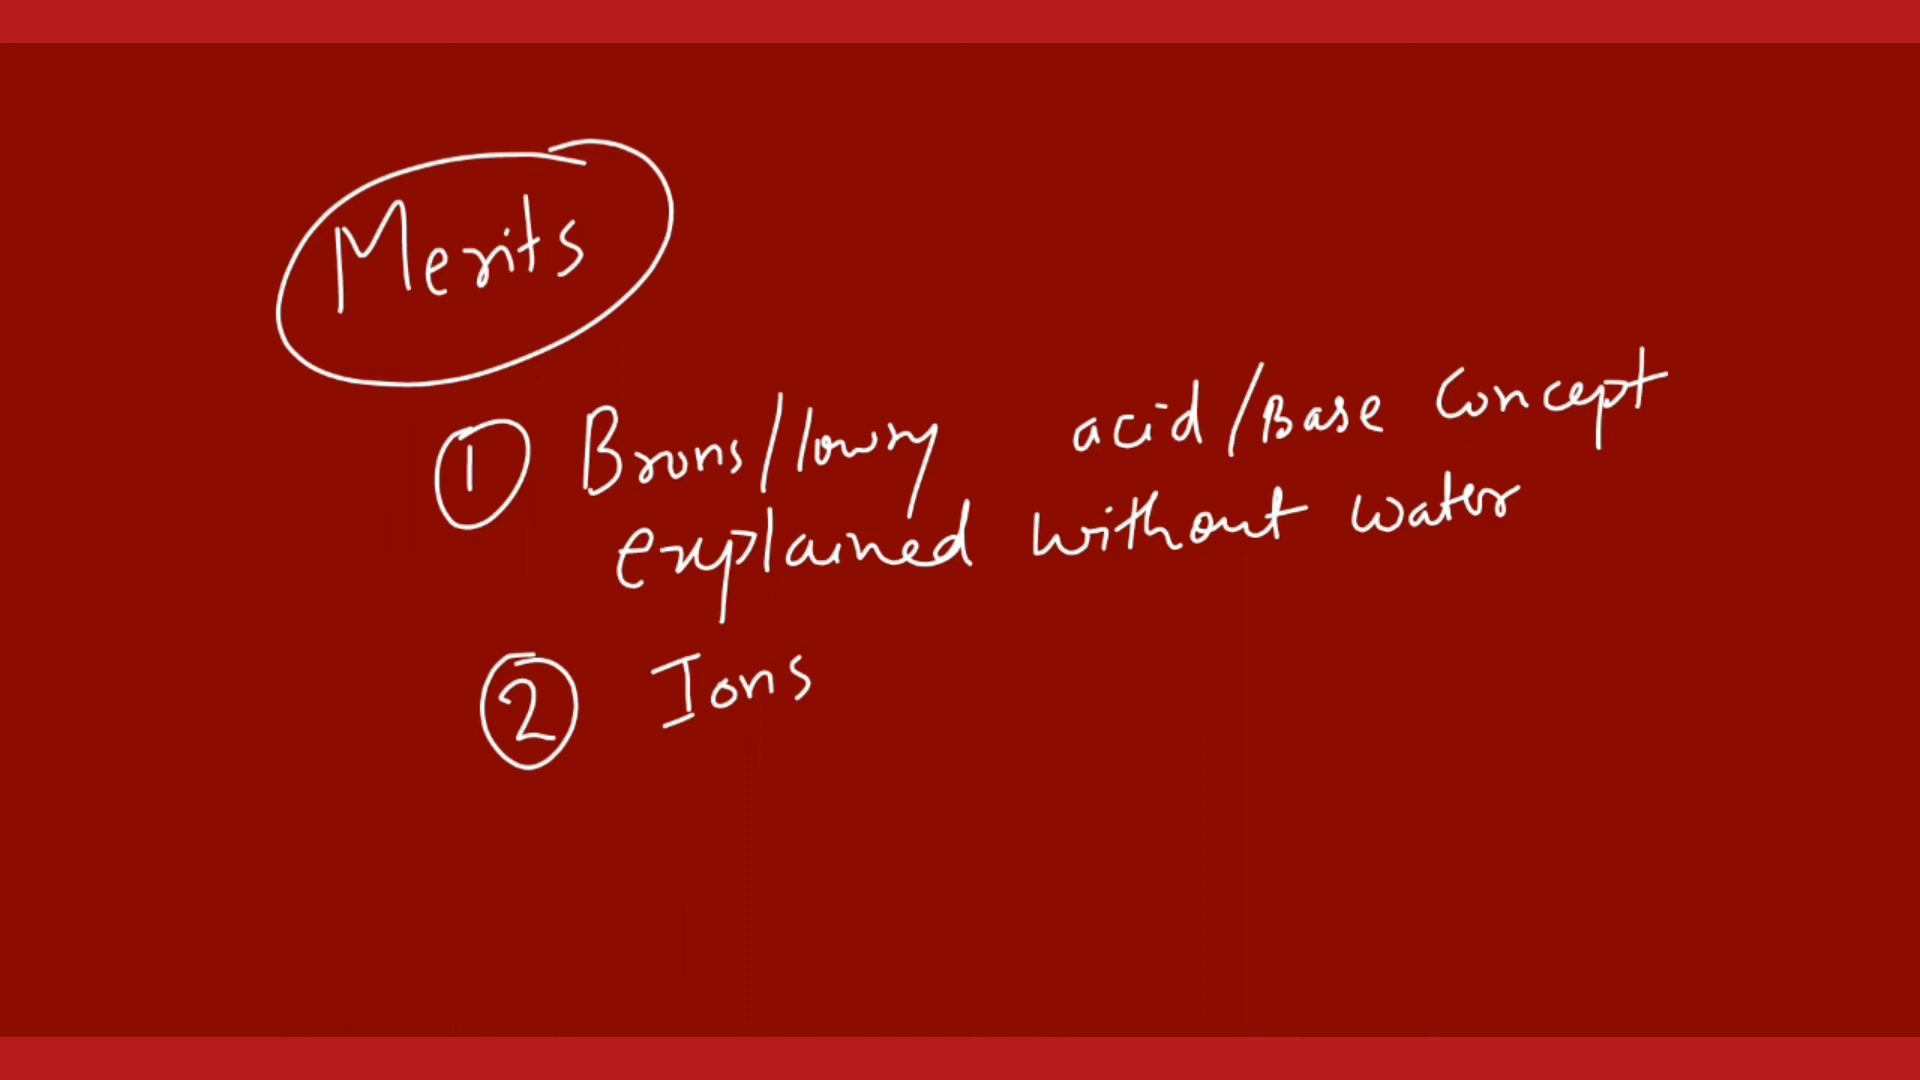 Merits
① Brons/lowry acid/Base Concept
explained without water
② Ions